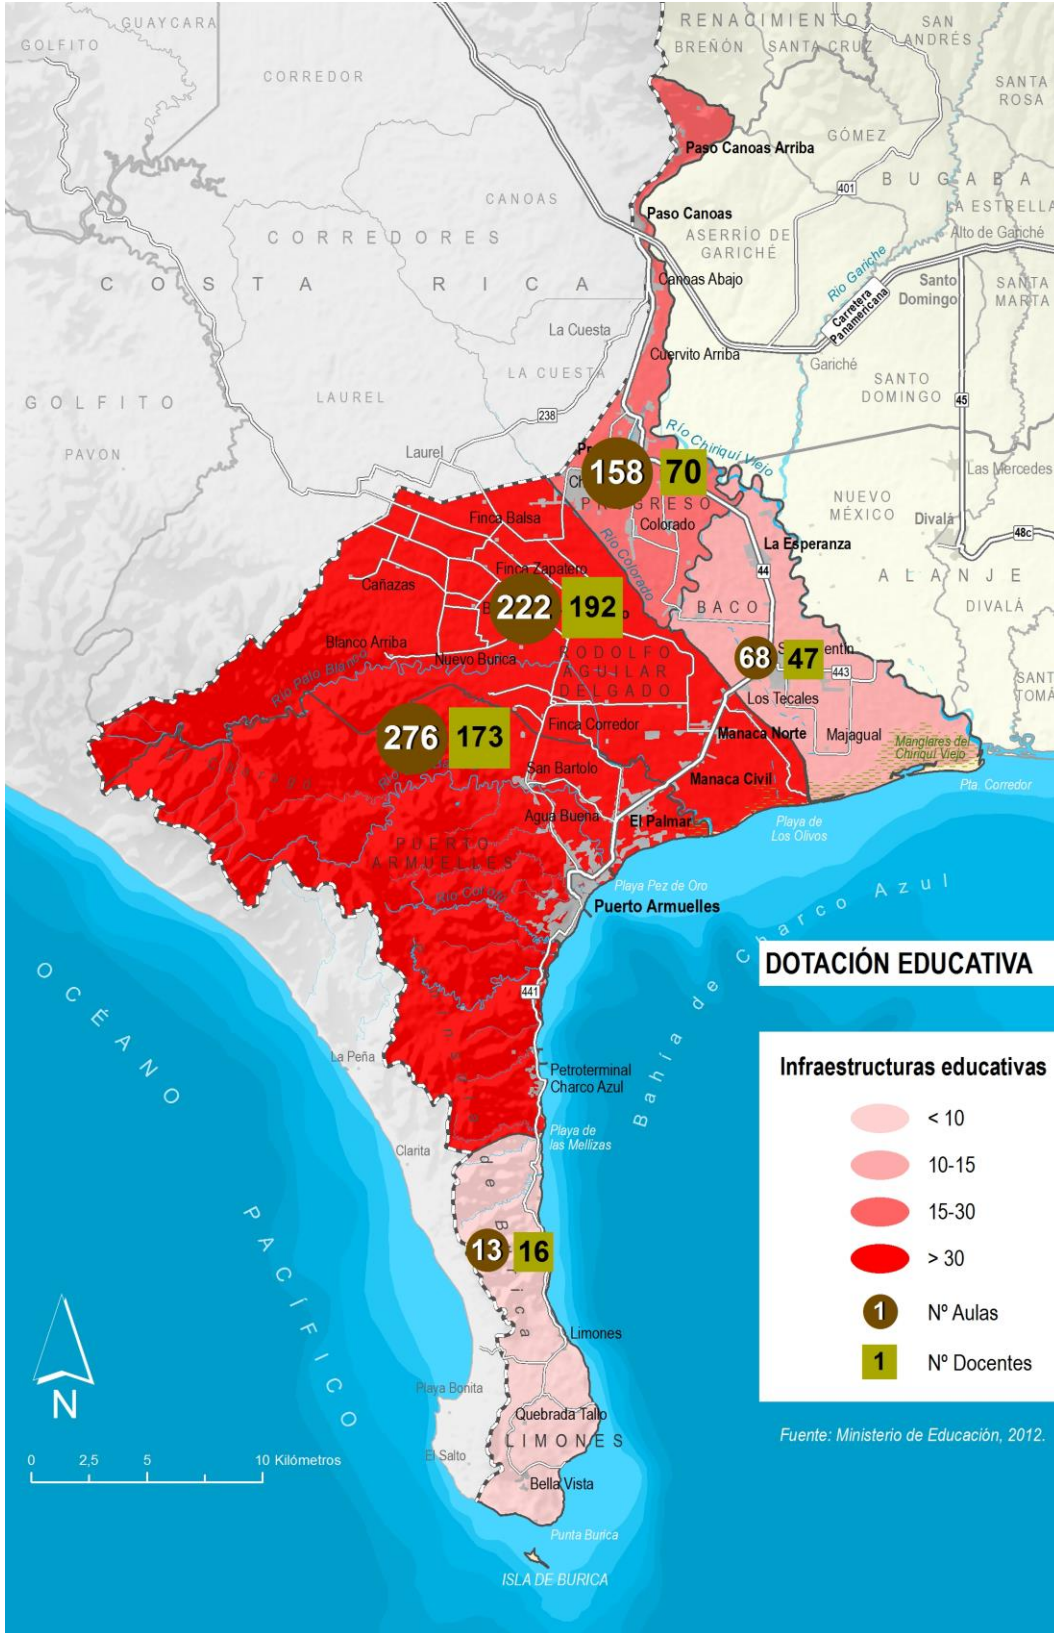 GUAYCARA
GOLFITO
RENACIMIENTO
SAN
ANDRÉS
BREÑÓN
SANTA CRUZ
CORREDOR
SANTA
ROSA
GÓMEZ
Paso Canoas Arriba
BUGABA
401
CANOAS
Paso Canoas
LA ESTRELLA
CORREDORES
ASERRÍO DE
GARICHÉ
Alto de Gariché
Río Gariche
COSTA RICA
Canoas Abajo
Santo
Domingo
SANTA
MARTA
Carretera
Panamericana
La Cuesta
Cuervito Arriba
Gariché
LA CUESTA
SANTO
DOMINGO
GOLFITO
LAUREL
238
45
PAVON
Laurel
Río Chiriquí Viejo
158
70
Las Mercedes
Finca Balsa
Colorado
NUEVO
MÉXICO
Divalá
48c
La Esperanza
Río Colorado
Finca Zapatero
44
ALANJE
Cañazas
222
192
BACO
DIVALÁ
Blanco Arriba
Nuevo Burica
RODOLFO
AGUILAR
DELGADO
68
47
443
Río Palo Blanco
Los Tecales
276
173
Finca Corredor
Manaca Norte
Majagual
Manglares del
Chiriquí Viejo
San Bartolo
Manaca Civil
Pta. Corredor
Agua Buena
El Palmar
Playa de
Los Olivos
PUERTO
ARMUELLES
Playa Pez de Oro
Puerto Armuelles
Bahía de Charco Azul
DOTACIÓN EDUCATIVA
OCÉANO PACÍFICO
441
La Peña
Petroterminal
Charco Azul
Infraestructuras educativas
< 10
10-15
15-30
> 30
1
Nº Aulas
1
Nº Docentes
Playa de
las Mellizas
Clarita
de Burica
13
16
Limones
Playa Bonita
Quebrada Tallo
LIMONES
El Salto
Bella Vista
Fuente: Ministerio de Educación, 2012.
N
0 2,5 5 10 Kilómetros
Punta Burica
ISLA DE BURICA